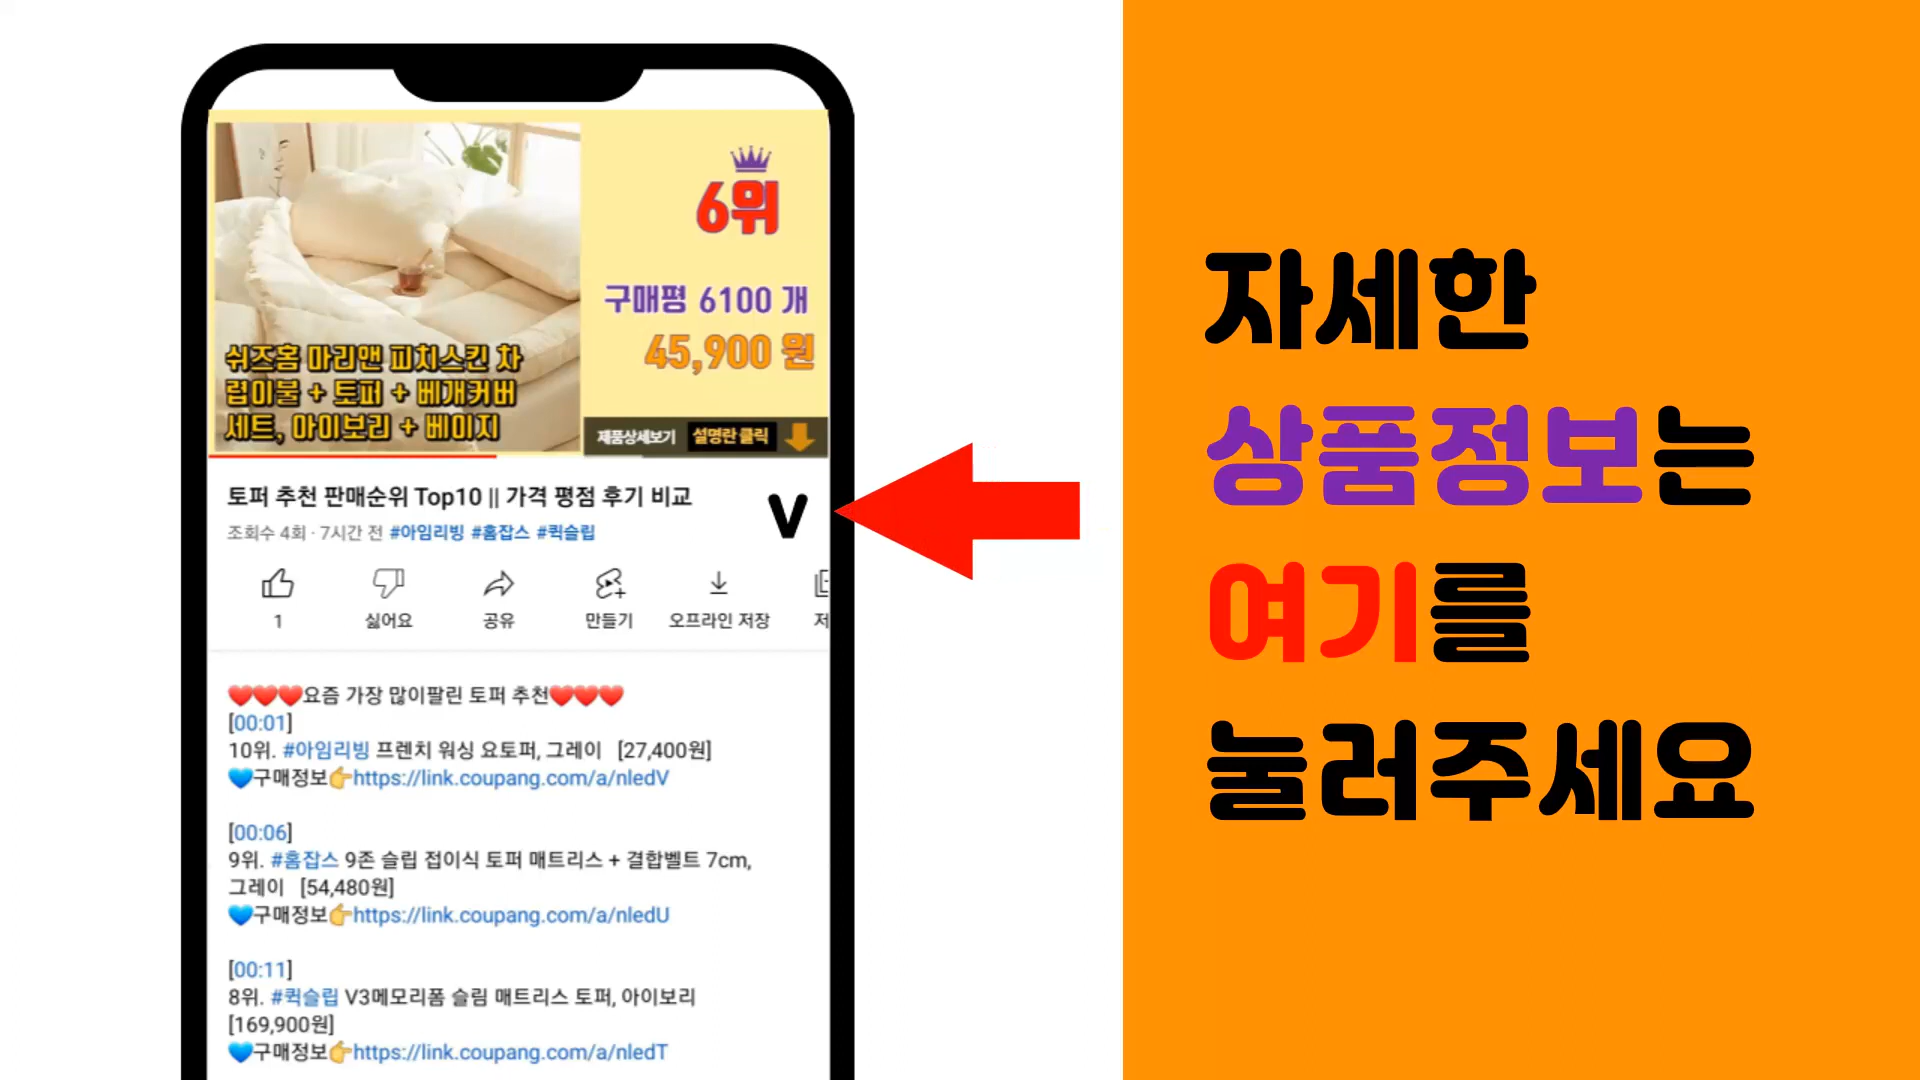 6위
구매평 6100 개
45,900 원
쉬즈홈 마리앤 피치스킨 차
렵이불 + 토퍼 + 베개커버
세트, 아이보리 + 베이지
제품상세보기 설명란 클릭
토퍼 추천 판매순위 Top10 || 가격 평점 후기 비교
V
조회수 4회 · 7시간 전 #아임리빙 #홈잡스 #퀵슬립
1 싫어요 공유 만들기 오프라인 저장 저
❤️❤️❤️요즘 가장 많이팔린 토퍼 추천❤️❤️❤️
[00:01]
10위. #아임리빙 프렌치 워싱 요토퍼, 그레이 [27,400원]
💙구매정보👉https://link.coupang.com/a/nledV
[00:06]
9위. #홈잡스 9존 슬립 접이식 토퍼 매트리스 + 결합벨트 7cm,
그레이 [54,480원]
💙구매정보👉https://link.coupang.com/a/nledU
[00:11]
8위. #퀵슬립 V3메모리폼 슬림 매트리스 토퍼, 아이보리
[169,900원]
💙구매정보👉https://link.coupang.com/a/nledT
자세한
상품정보는
여기를
눌러주세요